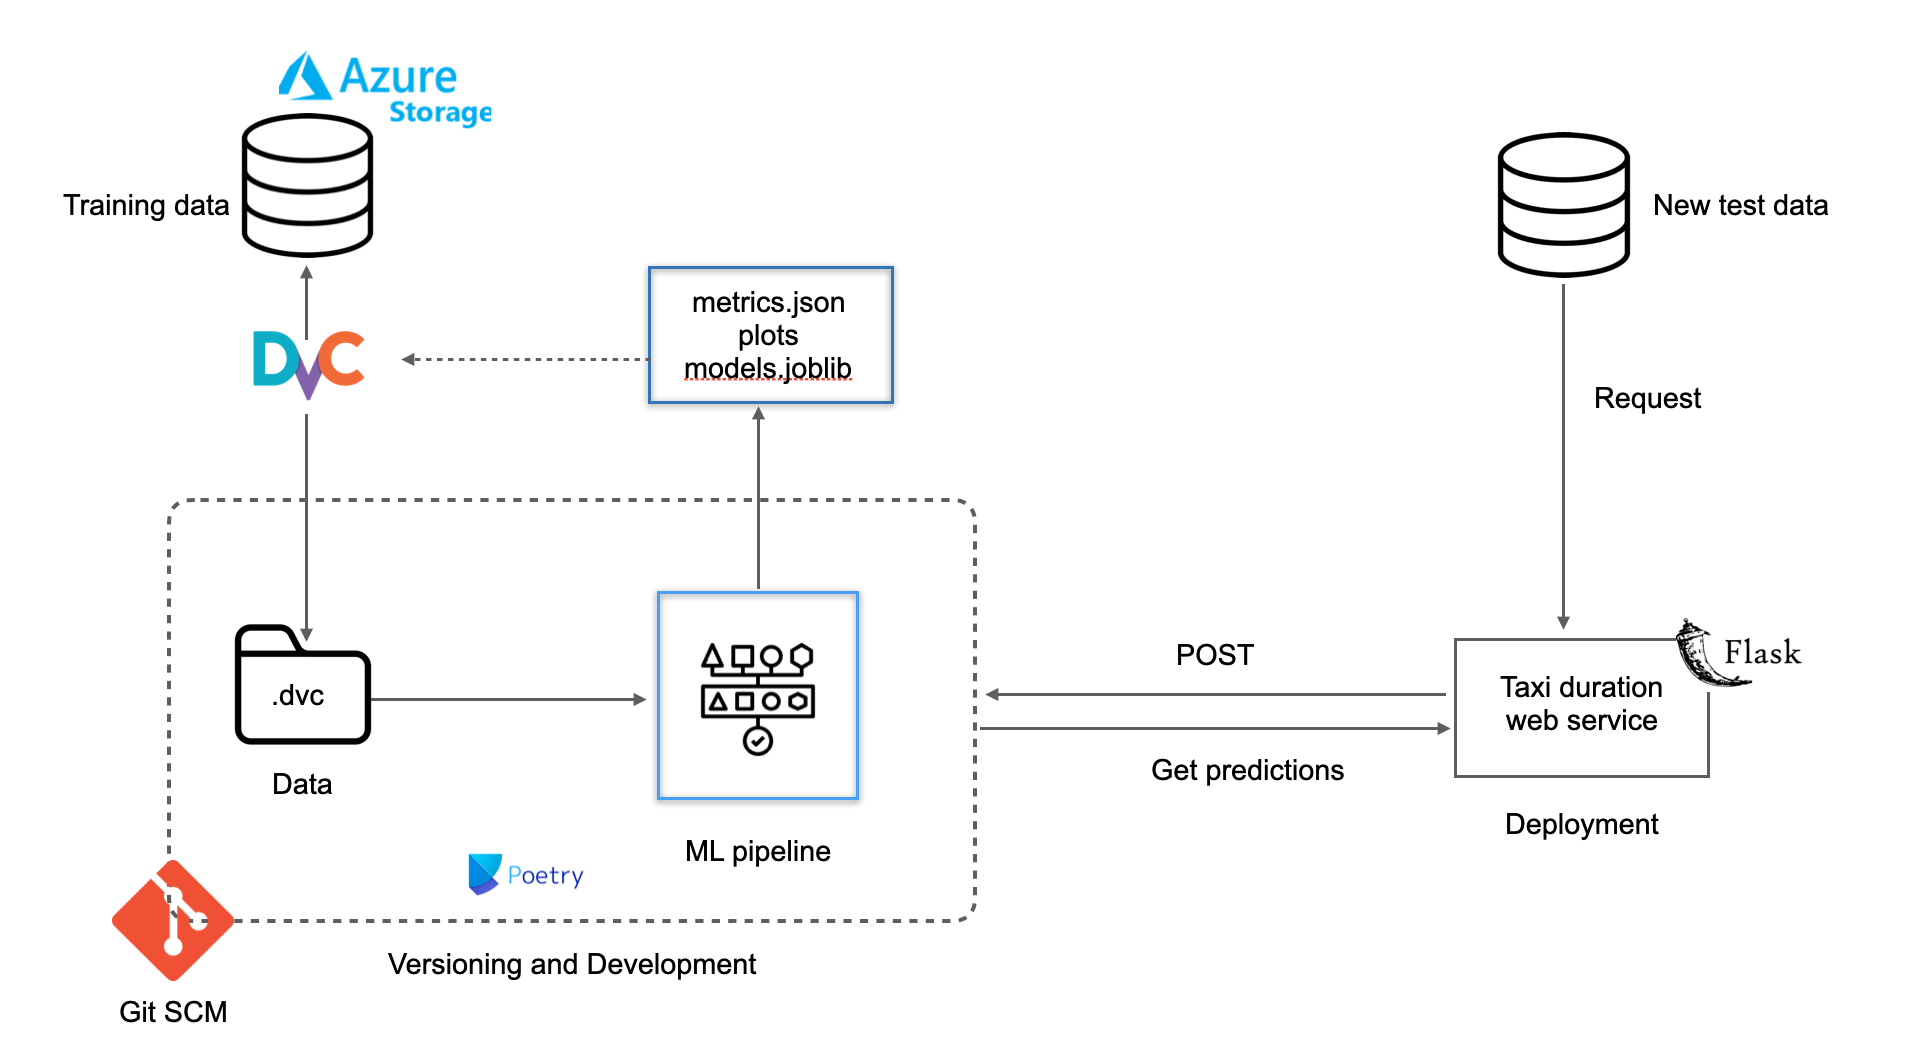 Azure
Storage
Training data
New test data
metrics.json
plots
models.joblib
DVC
Request
.dvc
Data
ML pipeline
Poetry
POST
Get predictions
Flask
Taxi duration
web service
Deployment
Versioning and Development
Git SCM